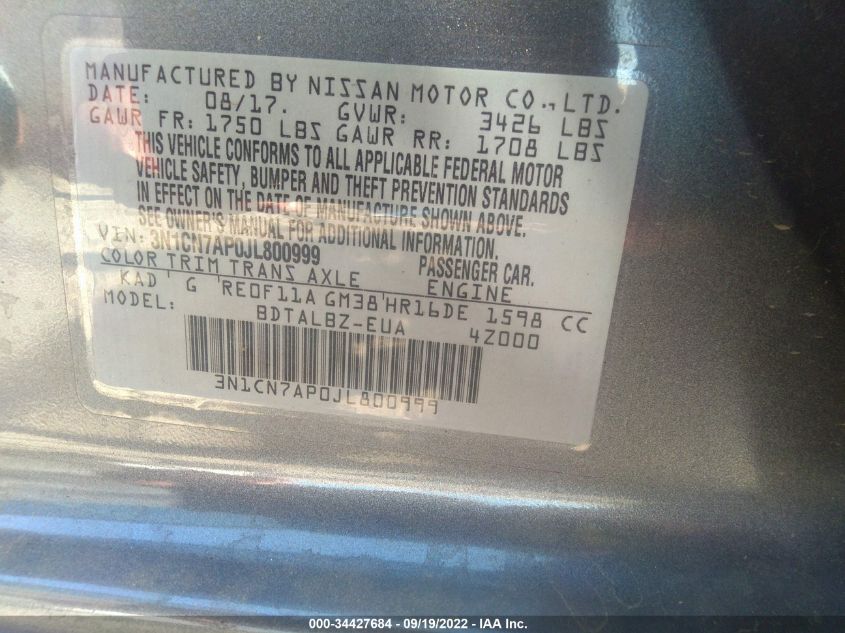 MANUFACTURED BY NISSAN MOTOR CO., LTD.
DATE: 08/17. GVWR: 3426 LBS
GAWR FR: 1750 LBS GAWR RR: 1708 LBS
THIS VEHICLE CONFORMS TO ALL APPLICABLE FEDERAL MOTOR
VEHICLE SAFETY, BUMPER AND THEFT PREVENTION STANDARDS
IN EFFECT ON THE DATE OF MANUFACTURE SHOWN ABOVE.
SEE OWNER'S MANUAL FOR ADDITIONAL INFORMATION.
VIN: 3N1CN7AP0JL800999 PASSENGER CAR.
COLOR TRIM TRANS AXLE ENGINE
KAD ' G 'RE0F11A GM38'HR16DE 1598 CC
MODEL: BDTALBZ-EUA 4Z000
3N1CN7AP0JL800999
000-34427684 - 09/19/2022 - IAA Inc.